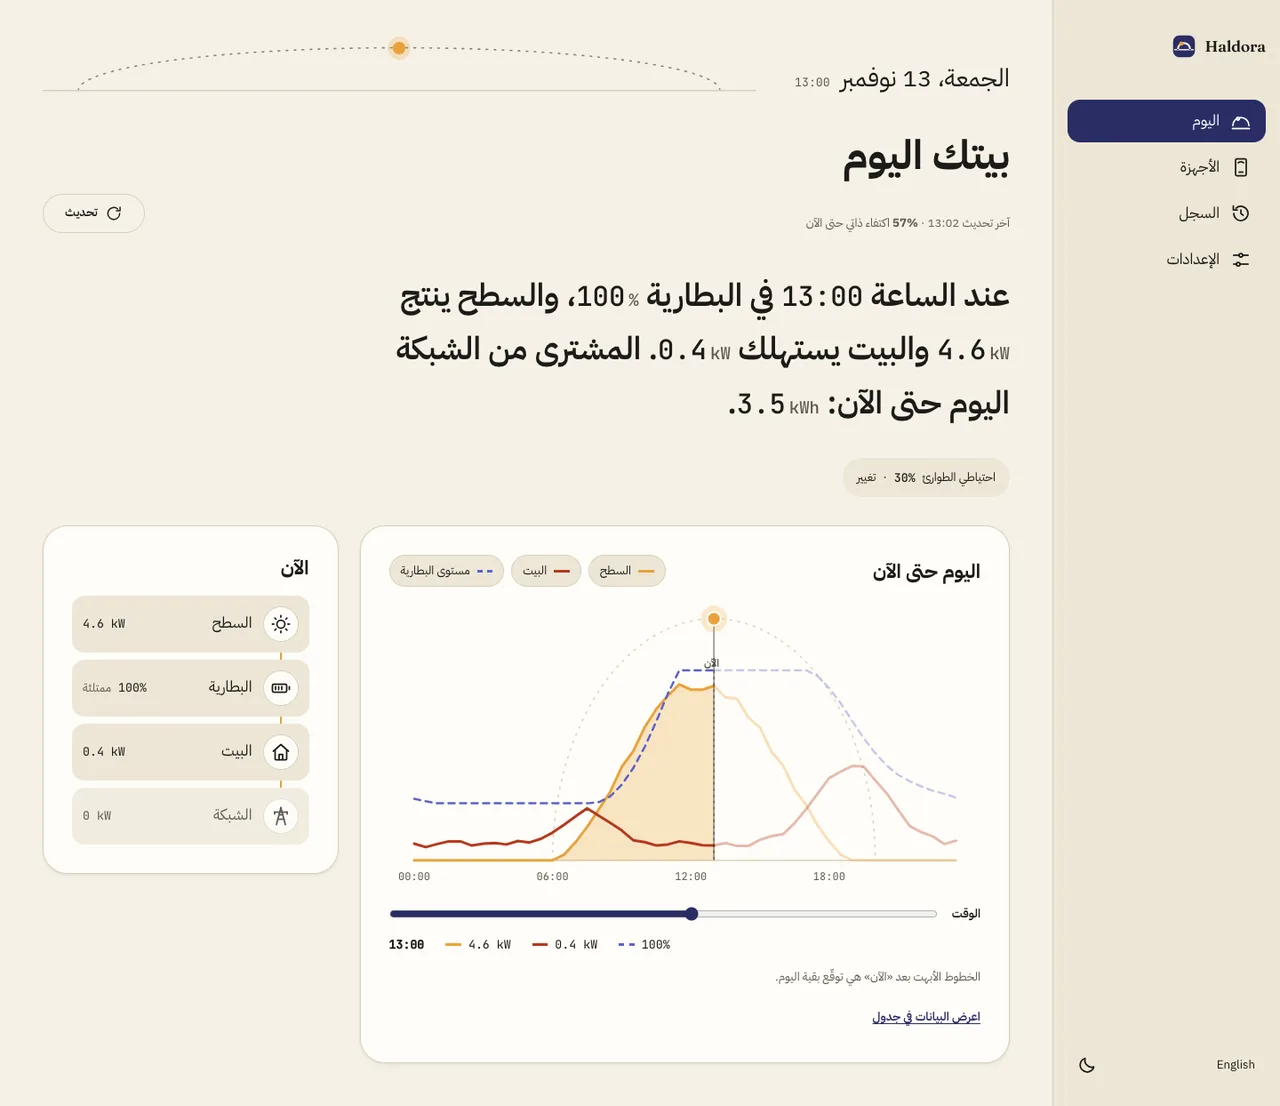 Haldora
اليوم
الأجهزة
السجل
الإعدادات
English
الجمعة، 13 نوفمبر 13:00
بيتك اليوم
آخر تحديث 13:02 · 57% اكتفاء ذاتي حتى الآن
تحديث
عند الساعة 13:00 في البطارية 100%، والسطح ينتج
4.6 kW والبيت يستهلك 0.4 kW. المشترى من الشبكة
اليوم حتى الآن: 3.5 kWh.
احتياطي الطوارئ 30% · تغيير
اليوم حتى الآن
السطح
البيت
مستوى البطارية
الآن
00:00 06:00 12:00 18:00
الوقت
13:00 4.6 kW 0.4 kW 100%
الخطوط الأبهت بعد «الآن» هي توقّع بقية اليوم.
اعرض البيانات في جدول
الآن
السطح 4.6 kW
البطارية 100% ممتلئة
البيت 0.4 kW
الشبكة 0 kW